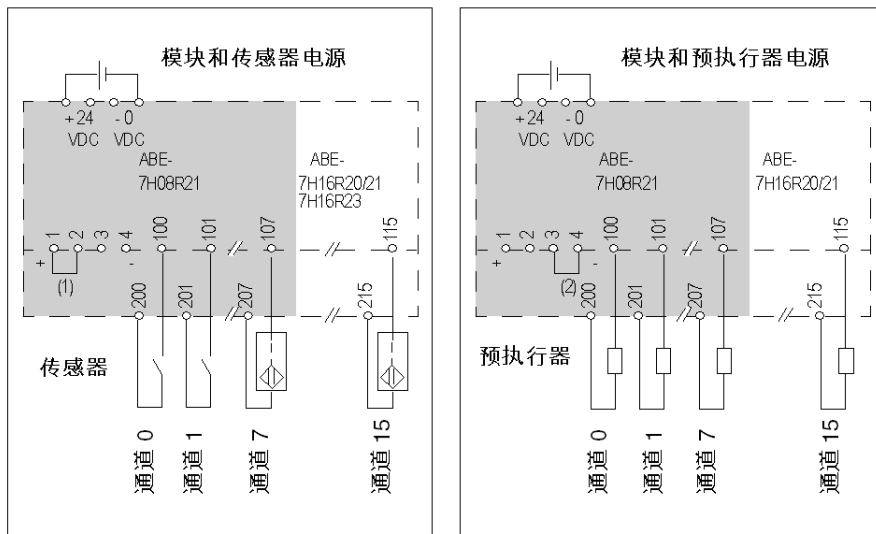 模块和传感器电源
+24 -0
VDC VDC
ABE-
7H08R21
ABE-
7H16R20/21
7H16R23
1 2 3 4 100 101 107 115
+ -
(1)
200 201 207 215
传感器
通道 0 通道 1 通道 7 通道 15
模块和预执行器电源
+24 -0
VDC VDC
ABE-
7H08R21
ABE-
7H16R20/21
1 2 3 4 100 101 107 115
+ -
(2)
200 201 207 215
预执行器
通道 0 通道 1 通道 7 通道 15